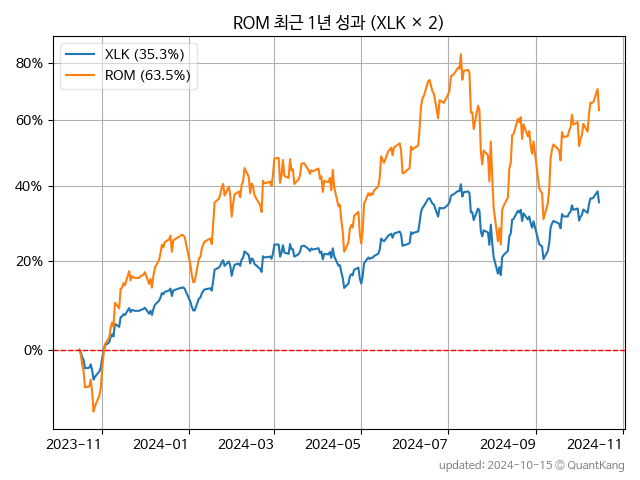 ROM 최근 1년 성과 (XLK × 2)
XLK (35.3%)
ROM (63.5%)
80%
60%
40%
20%
0%
2023-11 2024-01 2024-03 2024-05 2024-07 2024-09 2024-11
updated: 2024-10-15 © QuantKang